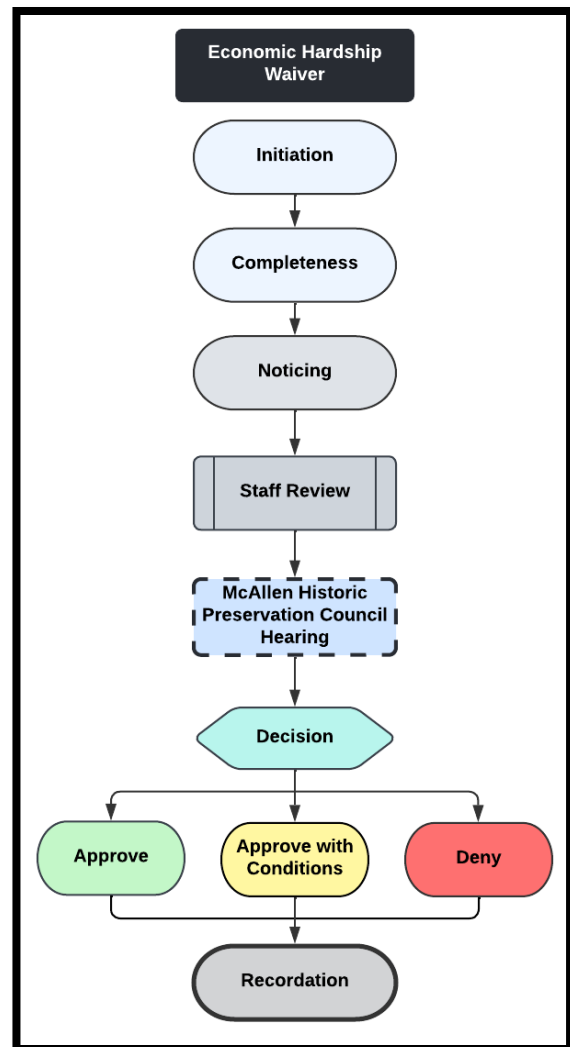 Economic Hardship
Waiver
Initiation
Completeness
Noticing
Staff Review
McAllen Historic
Preservation Council
Hearing
Decision
Approve
Approve with
Conditions
Deny
Recordation